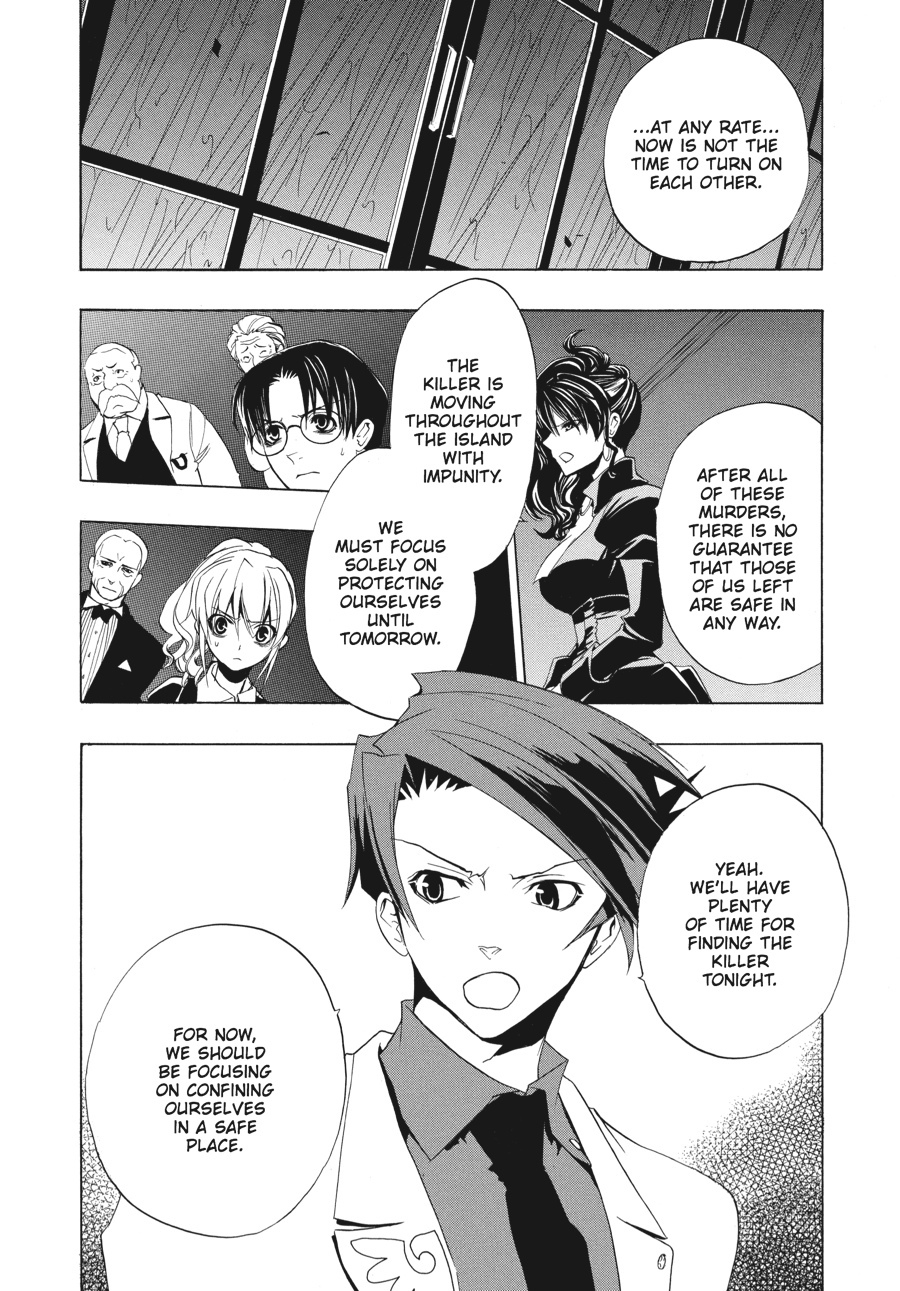 ...AT ANY RATE...
NOW IS NOT THE
TIME TO TURN ON
EACH OTHER.
AFTER ALL
OF THESE
MURDERS,
THERE IS NO
GUARANTEE
THAT THOSE
OF US LEFT
ARE SAFE IN
ANY WAY.
THE
KILLER IS
MOVING
THROUGHOUT
THE ISLAND
WITH
IMPUNITY.
WE
MUST FOCUS
SOLELY ON
PROTECTING
OURSELVES
UNTIL
TOMORROW.
YEAH.
WE'LL HAVE
PLENTY
OF TIME FOR
FINDING THE
KILLER
TONIGHT.
FOR NOW,
WE SHOULD
BE FOCUSING
ON CONFINING
OURSELVES
IN A SAFE
PLACE.